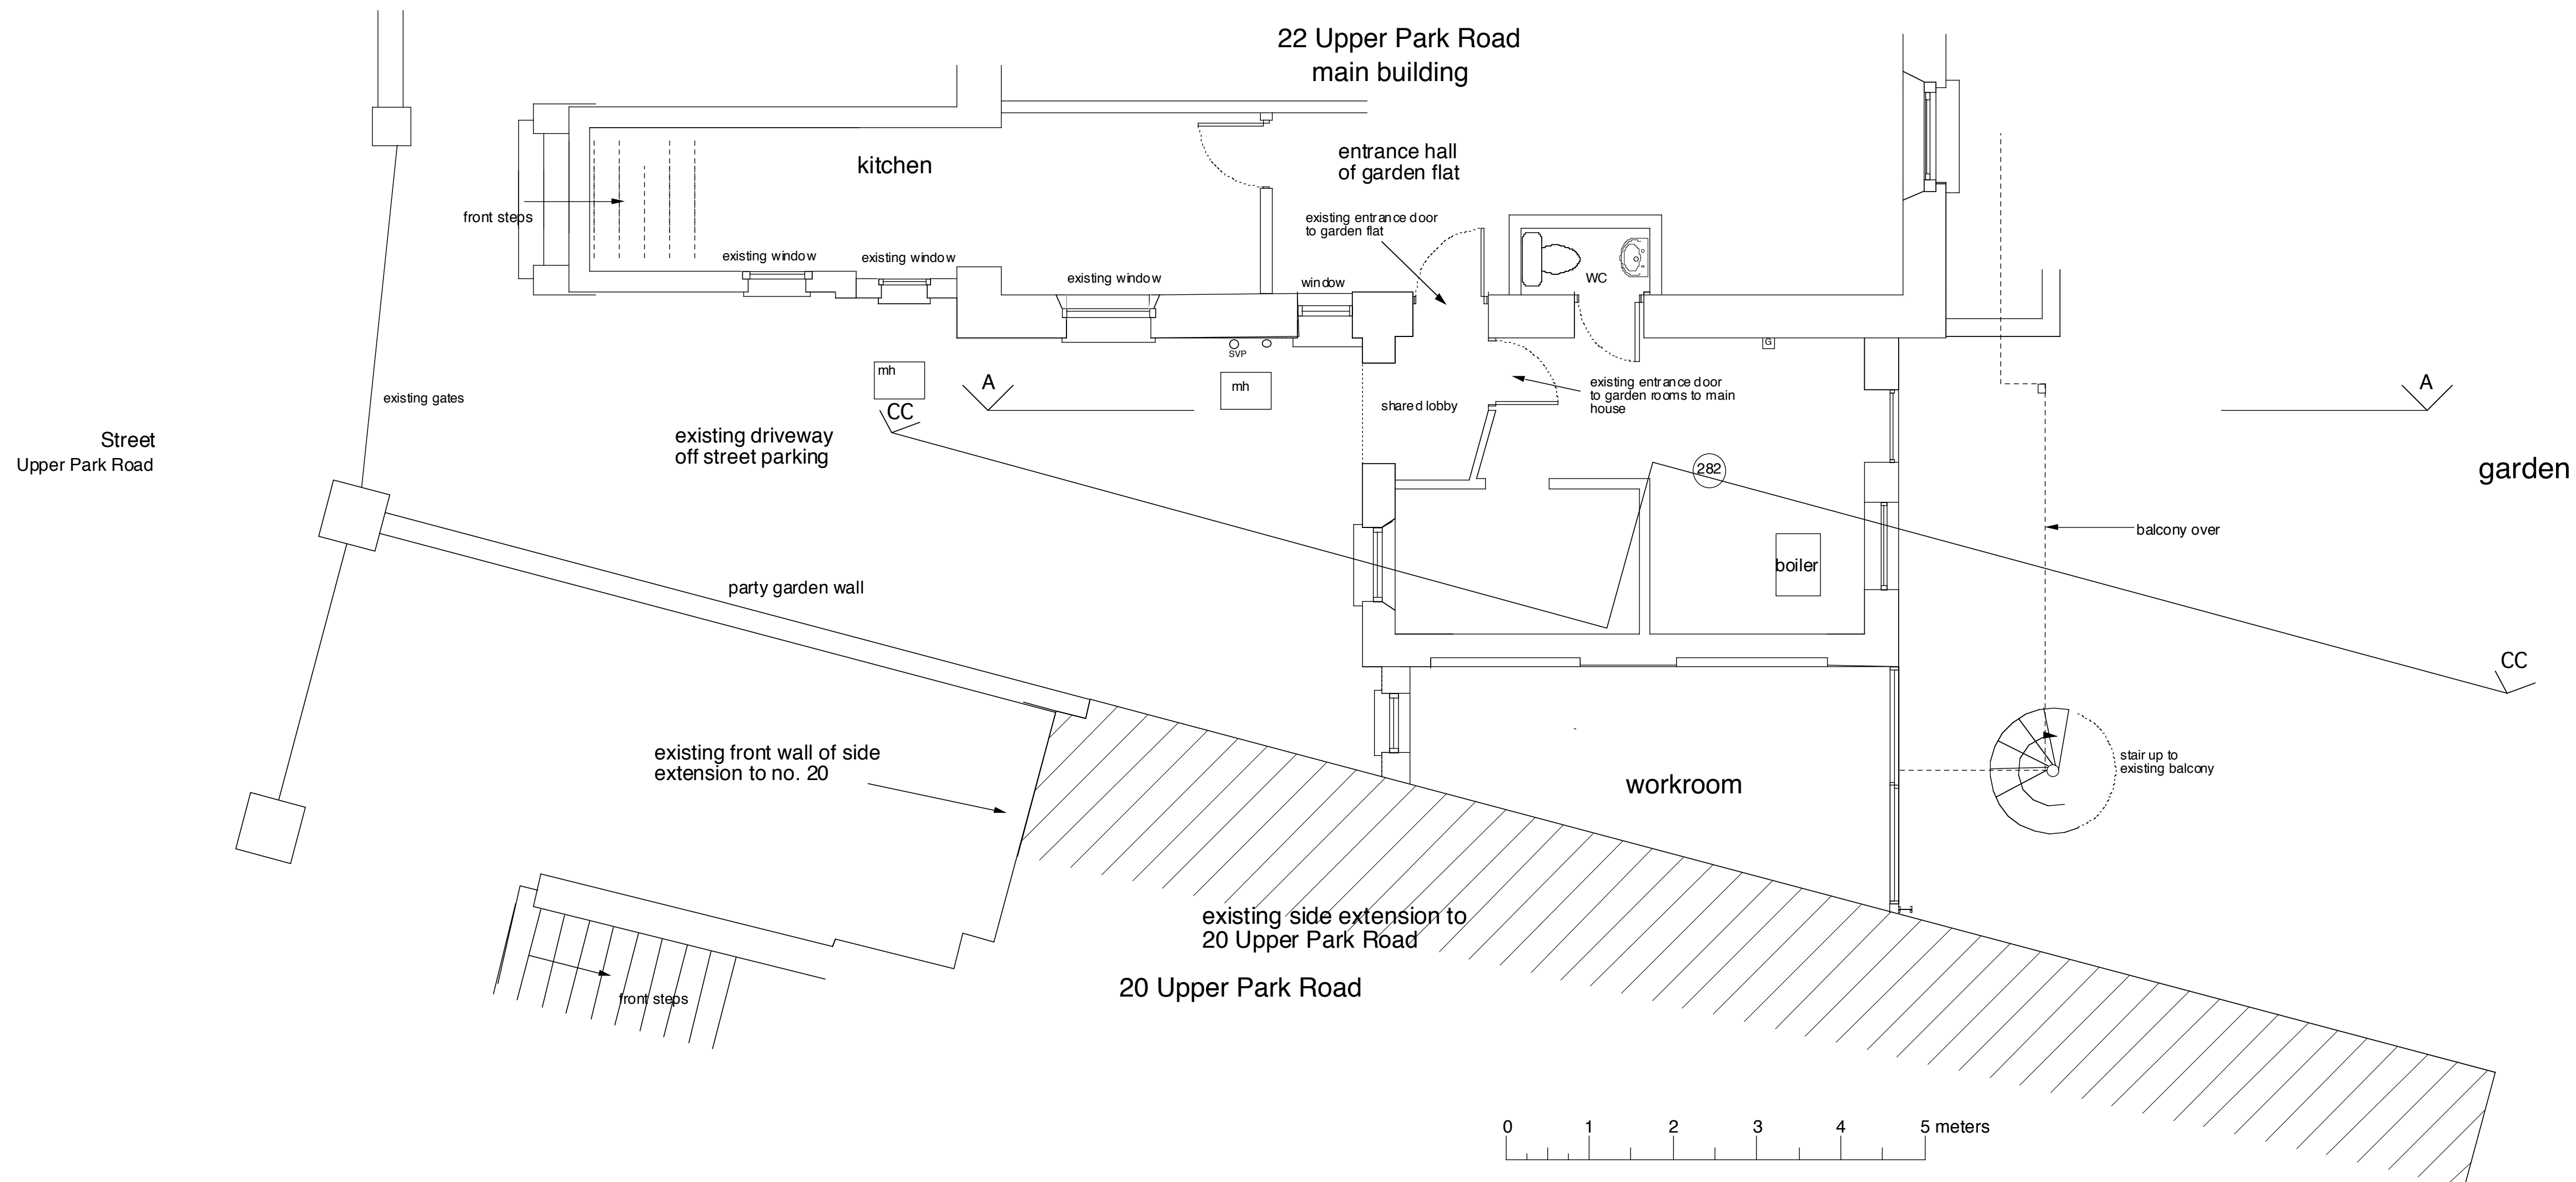 22 Upper Park Road
main building
kitchen
entrance hall
of garden flat
front steps
existing entrance door
to garden flat
existing window
existing window
existing window
window
WC
SVP
G
mh
mh
A
A
CC
existing entrance door
to garden rooms to main
house
shared lobby
existing gates
Street
Upper Park Road
existing driveway
off street parking
282
garden
balcony over
boiler
party garden wall
CC
existing front wall of side
extension to no. 20
workroom
stair up to
existing balcony
existing side extension to
20 Upper Park Road
20 Upper Park Road
front steps
0 1 2 3 4 5 meters